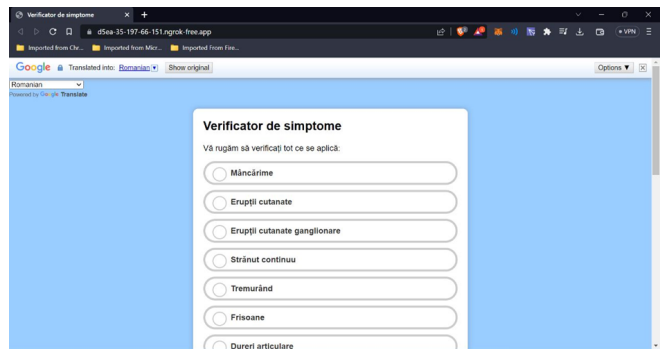 Verificator de simptome
d5ea-35-197-66-151.ngrok-free.app
VPN
Imported from Chr...
Imported from Micr...
Imported From Fire...
Google
Translated into: Romanian
Show original
Options ▼
Romanian
Powered by Google Translate
Verificator de simptome
Vă rugăm să verificați tot ce se aplică:
Mâncărime
Erupții cutanate
Erupții cutanate ganglionare
Strănut continuu
Tremurând
Frisoane
Dureri articulare